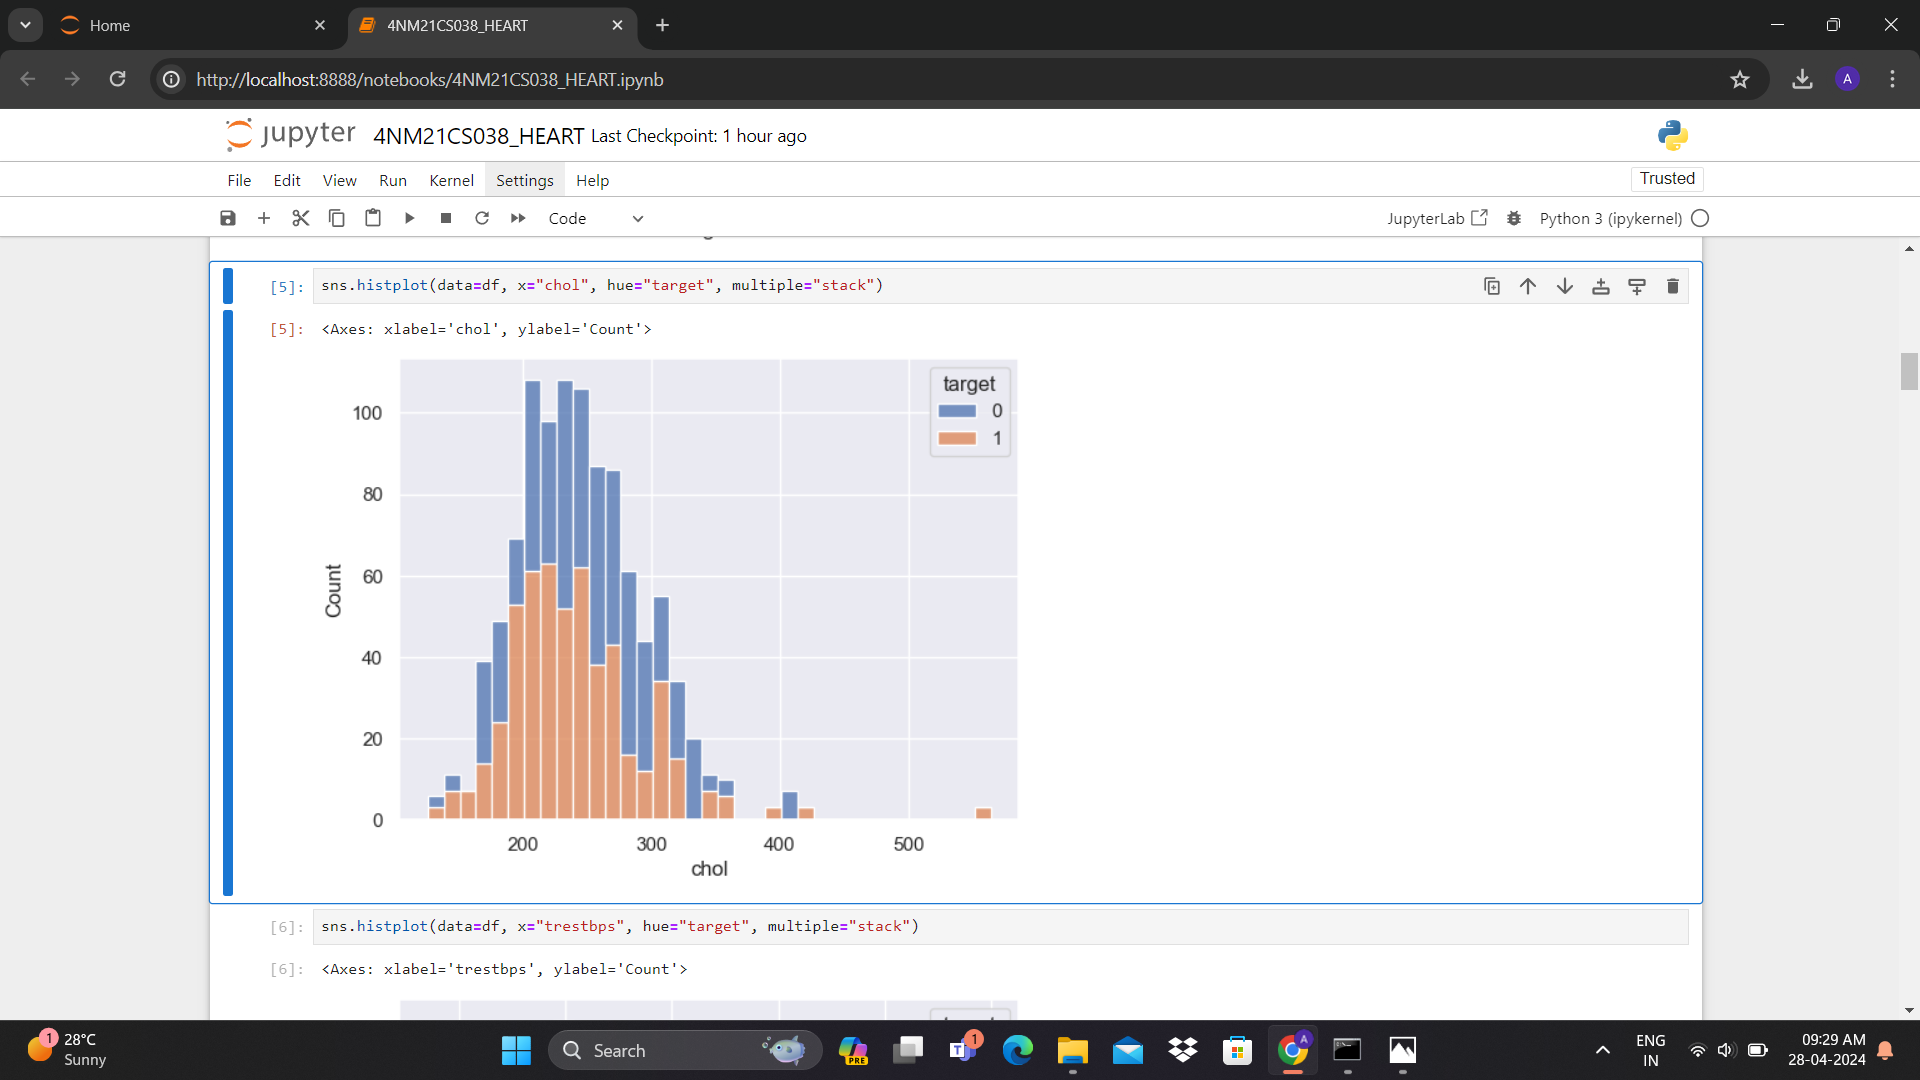 Home
4NM21CS038_HEART
http://localhost:8888/notebooks/4NM21CS038_HEART.ipynb
A
jupyter 4NM21CS038_HEART Last Checkpoint: 1 hour ago
File Edit View Run Kernel Settings Help
Trusted
Code
JupyterLab
Python 3 (ipykernel)
[5]: sns.histplot(data=df, x="chol", hue="target", multiple="stack")
[5]: <Axes: xlabel='chol', ylabel='Count'>
target
0
1
100
80
60
40
20
0
Count
200 300 400 500
chol
[6]: sns.histplot(data=df, x="trestbps", hue="target", multiple="stack")
[6]: <Axes: xlabel='trestbps', ylabel='Count'>
1
28°C
Sunny
Search
PRE
T
1
A
ENG
IN
09:29 AM
28-04-2024